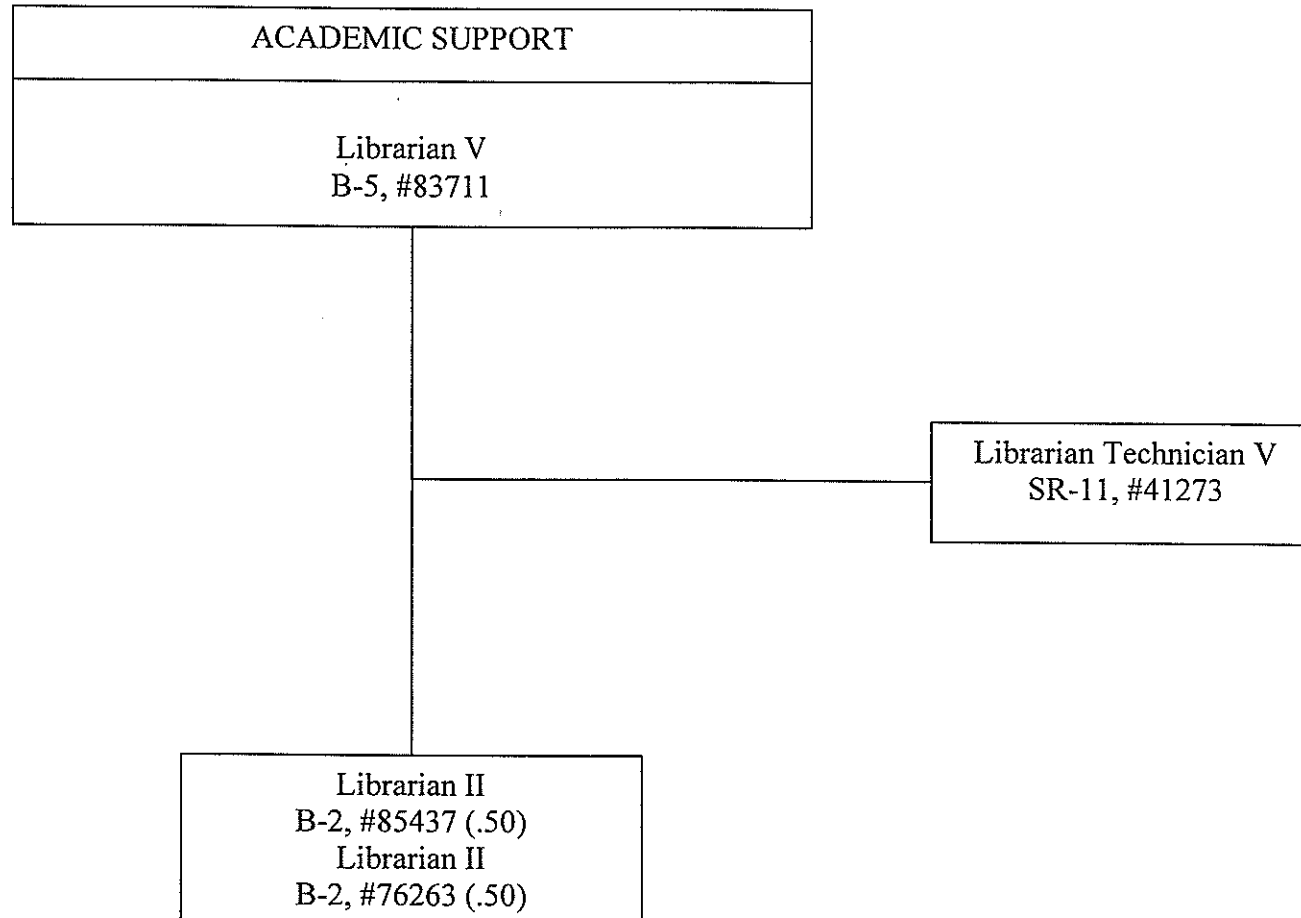 ACADEMIC SUPPORT
Librarian V
B-5, #83711
Librarian Technician V
SR-11, #41273
Librarian II
B-2, #85437 (.50)
Librarian II
B-2, #76263 (.50)